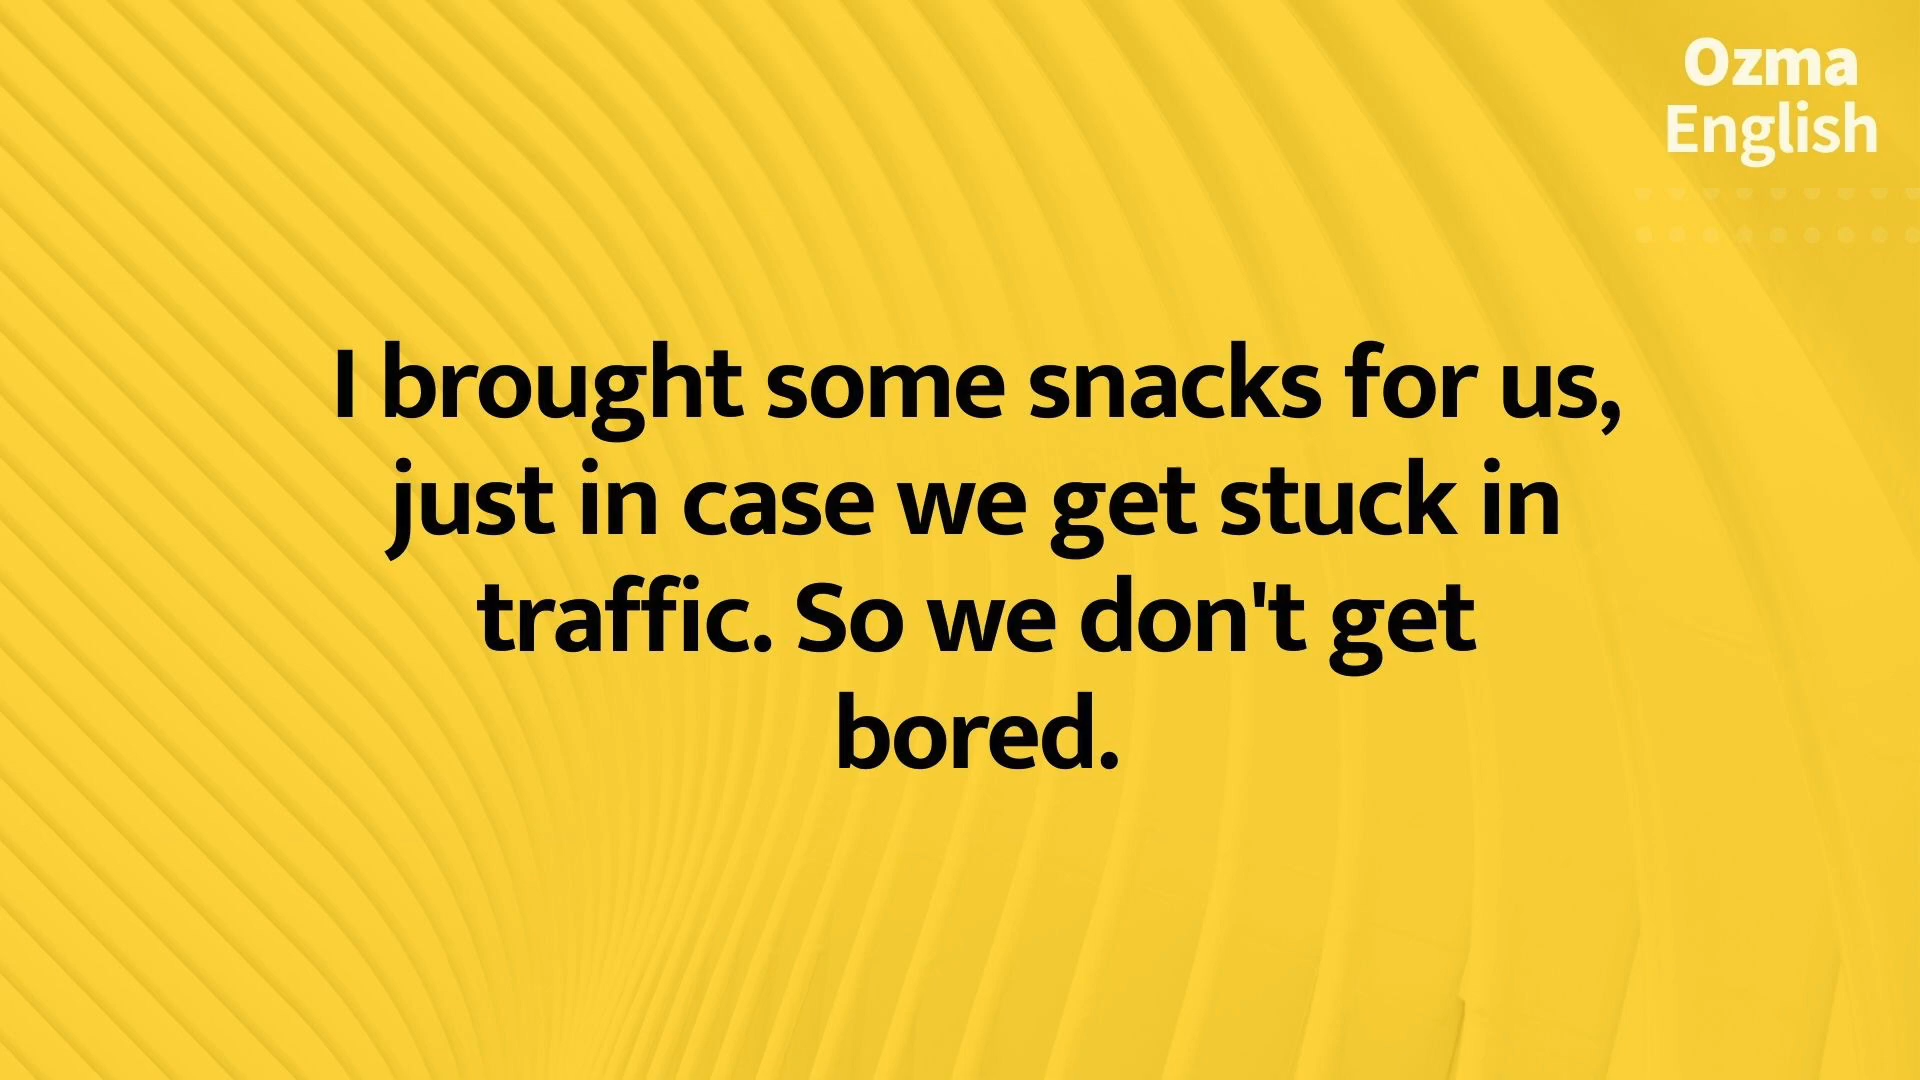 Ozma
English
I brought some snacks for us,
just in case we get stuck in
traffic. So we don't get
bored.